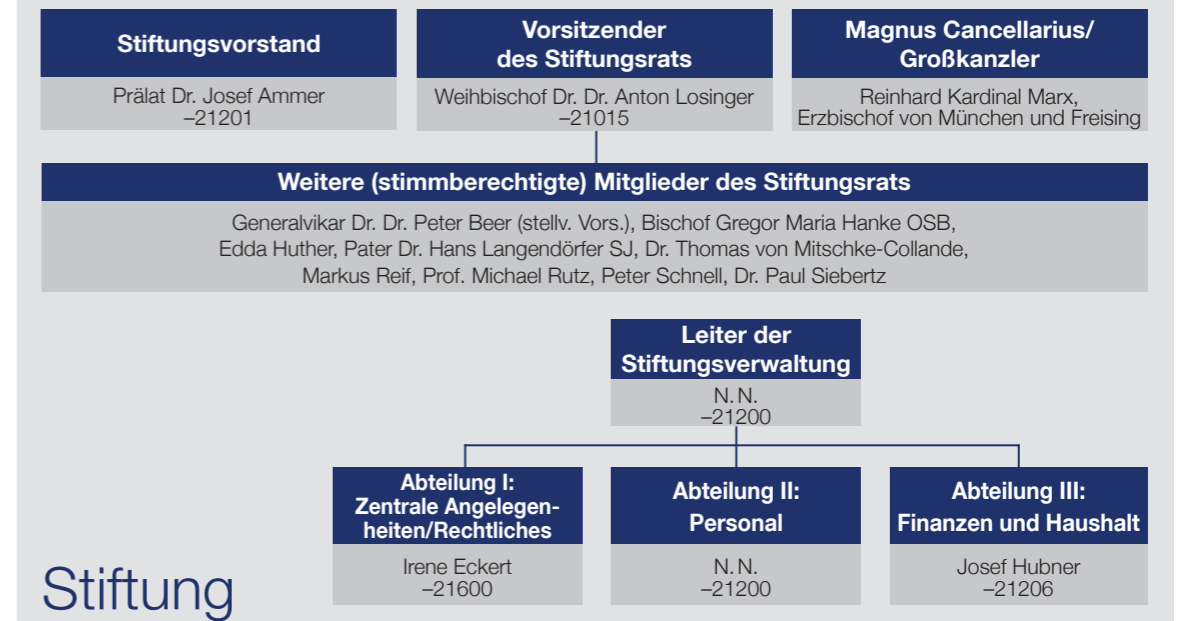 Stiftungsvorstand
Prälat Dr. Josef Ammer
–21201
Vorsitzender
des Stiftungsrats
Weihbischof Dr. Dr. Anton Losinger
–21015
Magnus Cancellarius/
Großkanzler
Reinhard Kardinal Marx,
Erzbischof von München und Freising
Weitere (stimmberechtigte) Mitglieder des Stiftungsrats
Generalvikar Dr. Dr. Peter Beer (stellv. Vors.), Bischof Gregor Maria Hanke OSB,
Edda Huther, Pater Dr. Hans Langendörfer SJ, Dr. Thomas von Mitschke-Collande,
Markus Reif, Prof. Michael Rutz, Peter Schnell, Dr. Paul Siebertz
Leiter der
Stiftungsverwaltung
N. N.
–21200
Abteilung I:
Zentrale Angelegen-
heiten/Rechtliches
Irene Eckert
–21600
Abteilung II:
Personal
N. N.
–21200
Abteilung III:
Finanzen und Haushalt
Josef Hubner
–21206
Stiftung